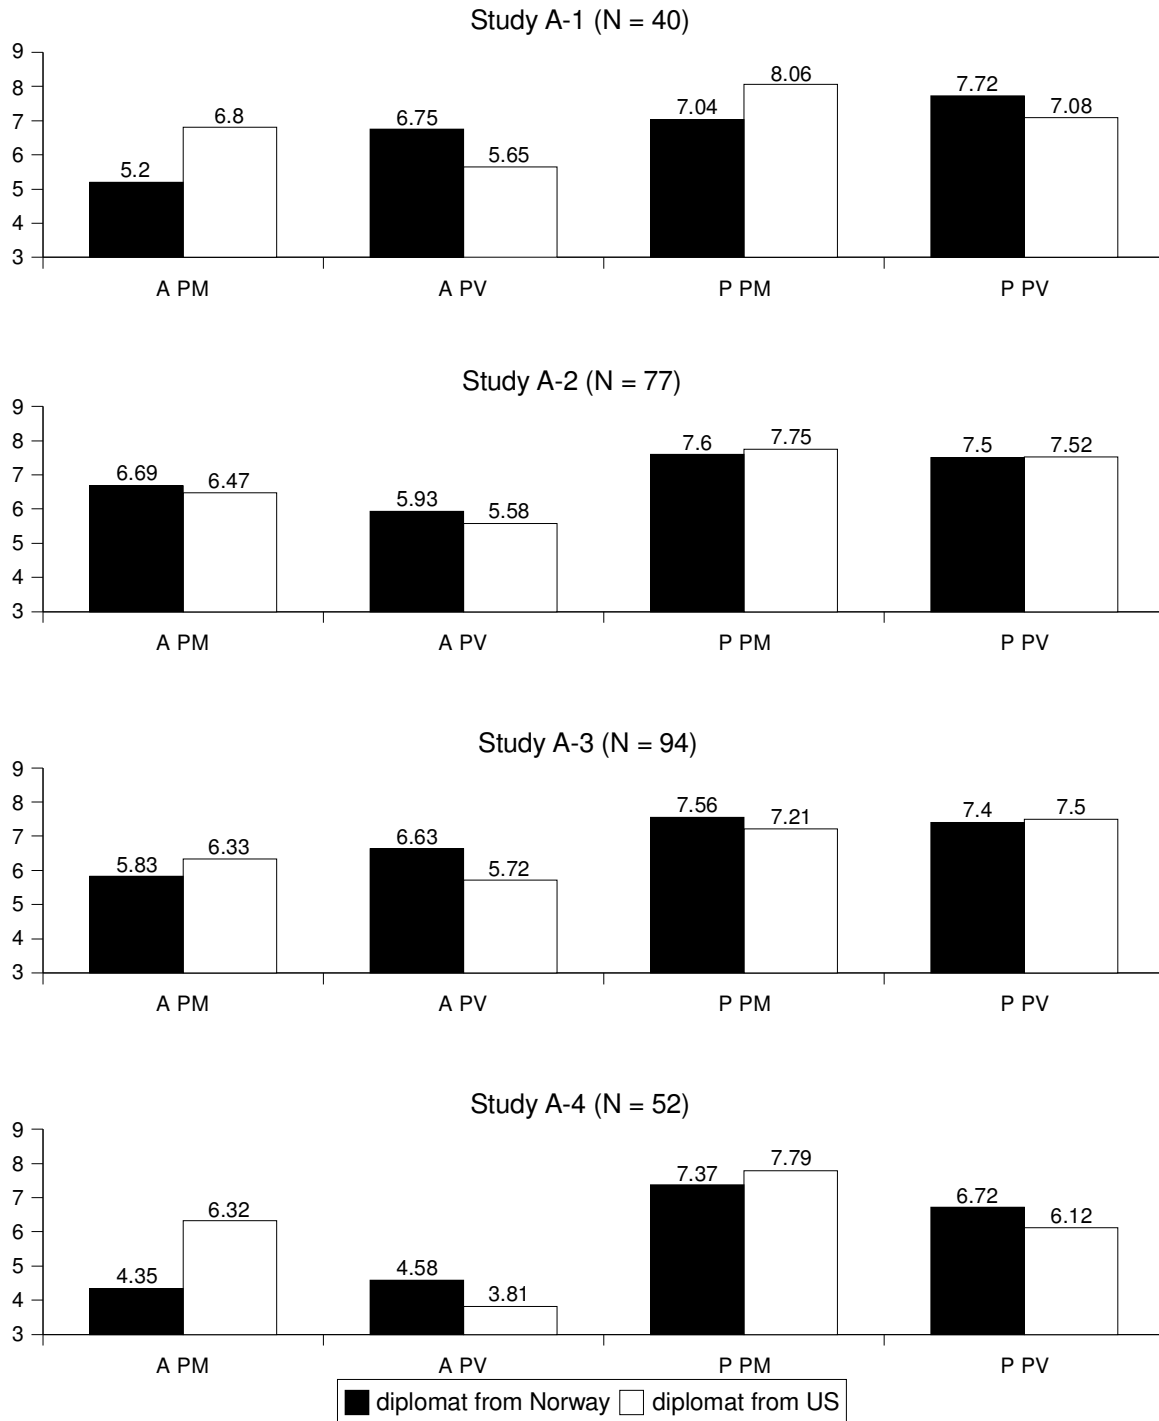 Study A-1 (N = 40)
9
8
7
6
5
4
3
5.2
6.8
6.75
5.65
7.04
8.06
7.72
7.08
A PM
A PV
P PM
P PV
Study A-2 (N = 77)
9
8
7
6
5
4
3
6.69
6.47
5.93
5.58
7.6
7.75
7.5
7.52
A PM
A PV
P PM
P PV
Study A-3 (N = 94)
9
8
7
6
5
4
3
5.83
6.33
6.63
5.72
7.56
7.21
7.4
7.5
A PM
A PV
P PM
P PV
Study A-4 (N = 52)
9
8
7
6
5
4
3
4.35
6.32
4.58
3.81
7.37
7.79
6.72
6.12
A PM
A PV
P PM
P PV
diplomat from Norway
diplomat from US